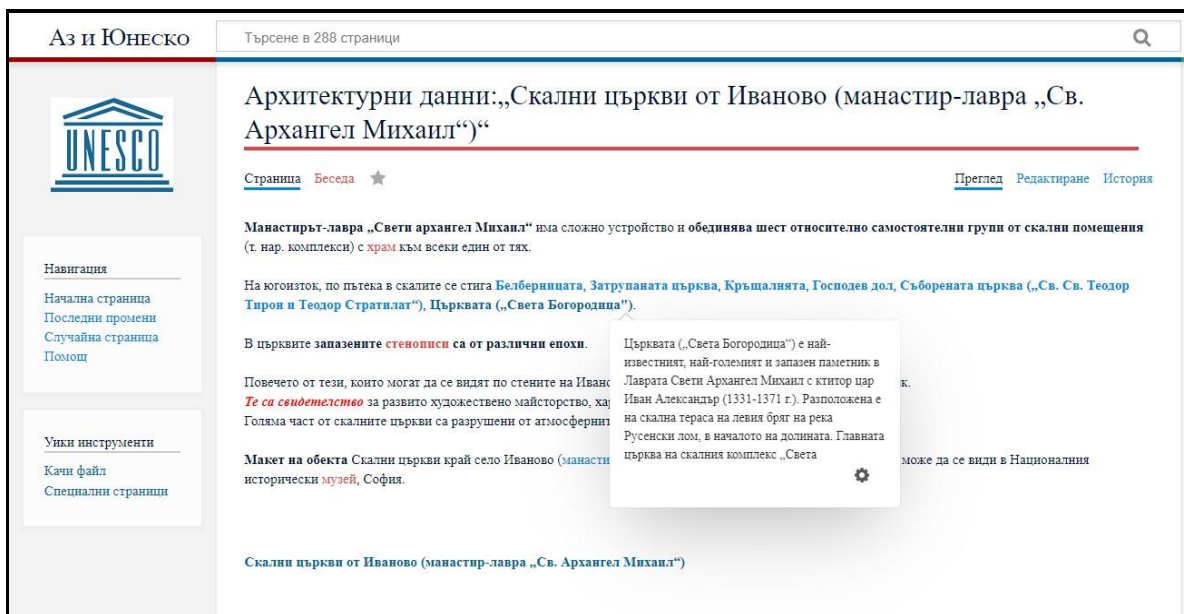 Аз и Юнеско
Търсене в 288 страници
UNESCO
Архитектурни данни:„Скални църкви от Иваново (манастир-лавра „Св.
Архангел Михаил“)“
Страница Беседа
Преглед Редактиране История
Навигация
Начална страница
Последни промени
Случайна страница
Помощ
Уики инструменти
Качи файл
Специални страници
Манастирът-лавра „Свети архангел Михаил“ има сложно устройство и обединява шест относително самостоятелни групи от скални помещения
(т. нар. комплекси) с храм към всеки един от тях.
На югоизток, по пътека в скалите се стига Белберницата, Затрупаната църква, Кръщалнята, Господев дол, Съборената църква („Св. Св. Теодор
Тирон и Теодор Стратилат“), Църквата („Света Богородица").
В църквите запазените стенописи са от различни епохи.
Повечето от тези, които могат да се видят по стените на
Те са свидетелство за развито художествено майсторство,
Голяма част от скалните църкви са разрушени от
Макет на обекта Скални църкви край село Иваново ( може да се види в Националния
исторически музей, София.
Църквата („Света Богородица“) е най-
известният, най-големият и запазен паметник в
Лаврата Свети Архангел Михаил с ктитор цар
Иван Александър (1331-1371 г.). Разположена е
на скална тераса на левия бряг на река
Русенски лом, в началото на долината. Главната
църква на скалния комплекс „Света
Скални църкви от Иваново (манастир-лавра „Св. Архангел Михаил“)